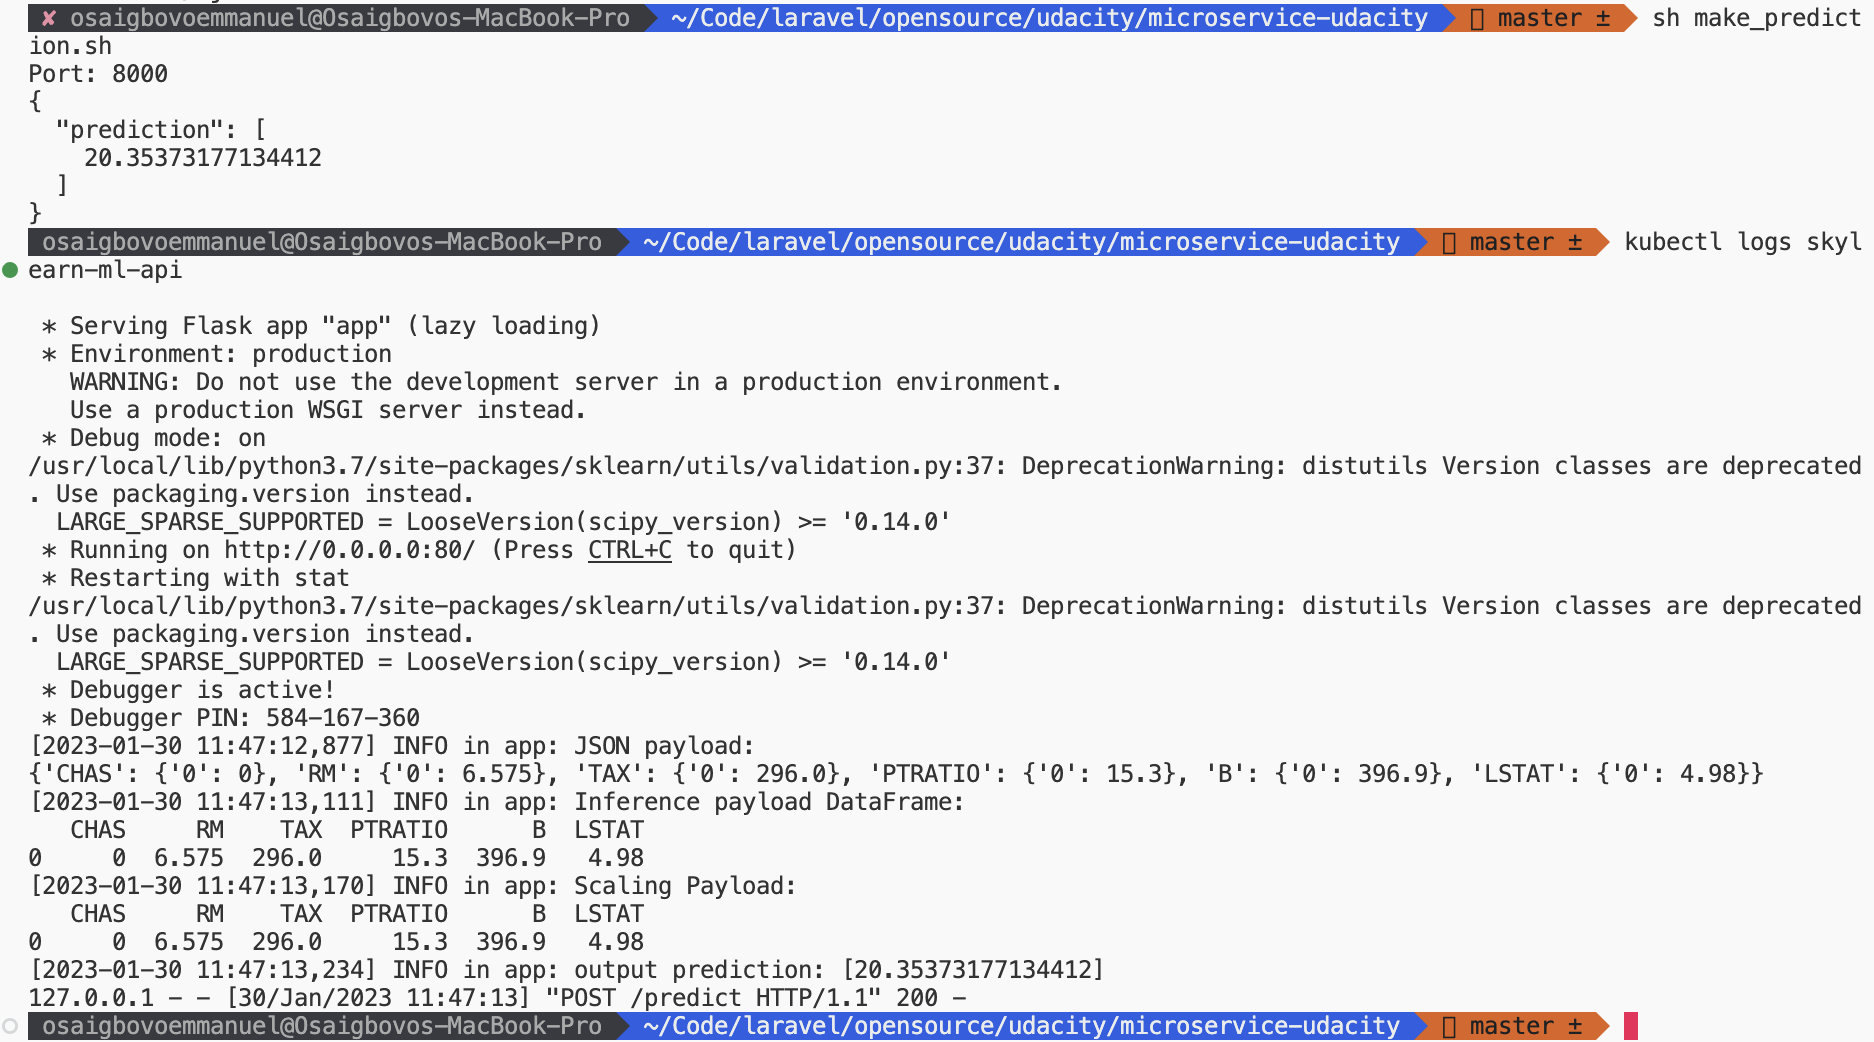 ✘ osaigbovoemmanuel@Osaigbovos-MacBook-Pro ~/Code/laravel/opensource/udacity/microservice-udacity master ± sh make_predict
ion.sh
Port: 8000
{
  "prediction": [
    20.35373177134412
  ]
}
osaigbovoemmanuel@Osaigbovos-MacBook-Pro ~/Code/laravel/opensource/udacity/microservice-udacity master ± kubectl logs skyl
earn-ml-api
 * Serving Flask app "app" (lazy loading)
 * Environment: production
   WARNING: Do not use the development server in a production environment.
   Use a production WSGI server instead.
 * Debug mode: on
/usr/local/lib/python3.7/site-packages/sklearn/utils/validation.py:37: DeprecationWarning: distutils Version classes are deprecated
. Use packaging.version instead.
  LARGE_SPARSE_SUPPORTED = LooseVersion(scipy_version) >= '0.14.0'
 * Running on http://0.0.0.0:80/ (Press CTRL+C to quit)
 * Restarting with stat
/usr/local/lib/python3.7/site-packages/sklearn/utils/validation.py:37: DeprecationWarning: distutils Version classes are deprecated
. Use packaging.version instead.
  LARGE_SPARSE_SUPPORTED = LooseVersion(scipy_version) >= '0.14.0'
 * Debugger is active!
 * Debugger PIN: 584-167-360
[2023-01-30 11:47:12,877] INFO in app: JSON payload:
{'CHAS': {'0': 0}, 'RM': {'0': 6.575}, 'TAX': {'0': 296.0}, 'PTRATIO': {'0': 15.3}, 'B': {'0': 396.9}, 'LSTAT': {'0': 4.98}}
[2023-01-30 11:47:13,111] INFO in app: Inference payload DataFrame:
   CHAS     RM    TAX  PTRATIO      B  LSTAT
0     0  6.575  296.0     15.3  396.9   4.98
[2023-01-30 11:47:13,170] INFO in app: Scaling Payload:
   CHAS     RM    TAX  PTRATIO      B  LSTAT
0     0  6.575  296.0     15.3  396.9   4.98
[2023-01-30 11:47:13,234] INFO in app: output prediction: [20.35373177134412]
127.0.0.1 - - [30/Jan/2023 11:47:13] "POST /predict HTTP/1.1" 200 -
osaigbovoemmanuel@Osaigbovos-MacBook-Pro ~/Code/laravel/opensource/udacity/microservice-udacity master ±